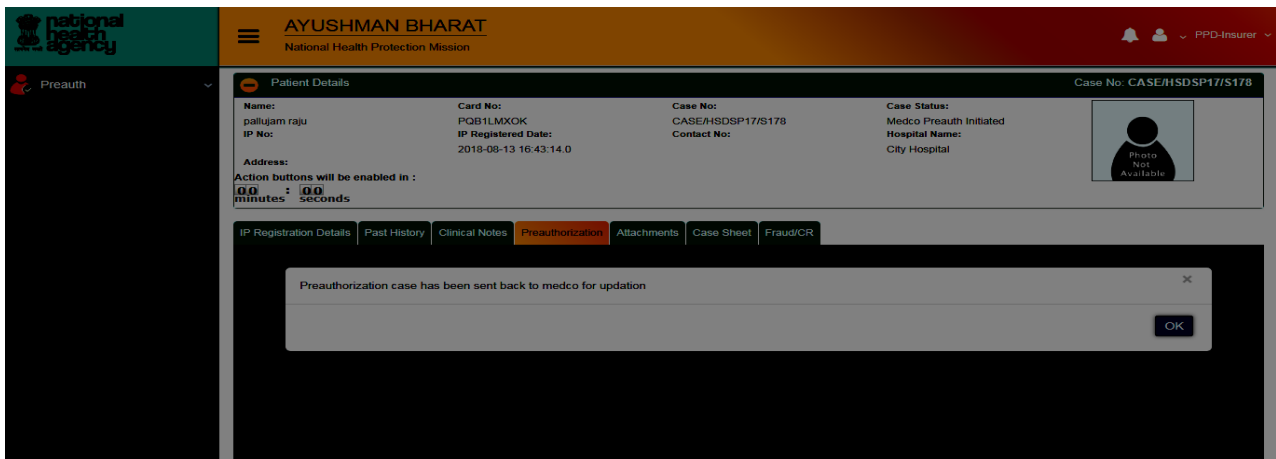 national
health
agency
AYUSHMAN BHARAT
National Health Protection Mission
PPD-Insurer
Preauth
Patient Details
Case No: CASE/HSDSP17/S178
Name:
pallujam raju
Card No:
PQB1LMXOK
Case No:
CASE/HSDSP17/S178
Case Status:
Medco Preauth Initiated
IP No:
IP Registered Date:
2018-08-13 16:43:14.0
Contact No:
Hospital Name:
City Hospital
Address:
Photo
Not
Available
Action buttons will be enabled in :
00 : 00
minutes seconds
IP Registration Details Past History Clinical Notes Preauthorization Attachments Case Sheet Fraud/CR
Preauthorization case has been sent back to medco for updation ×
OK